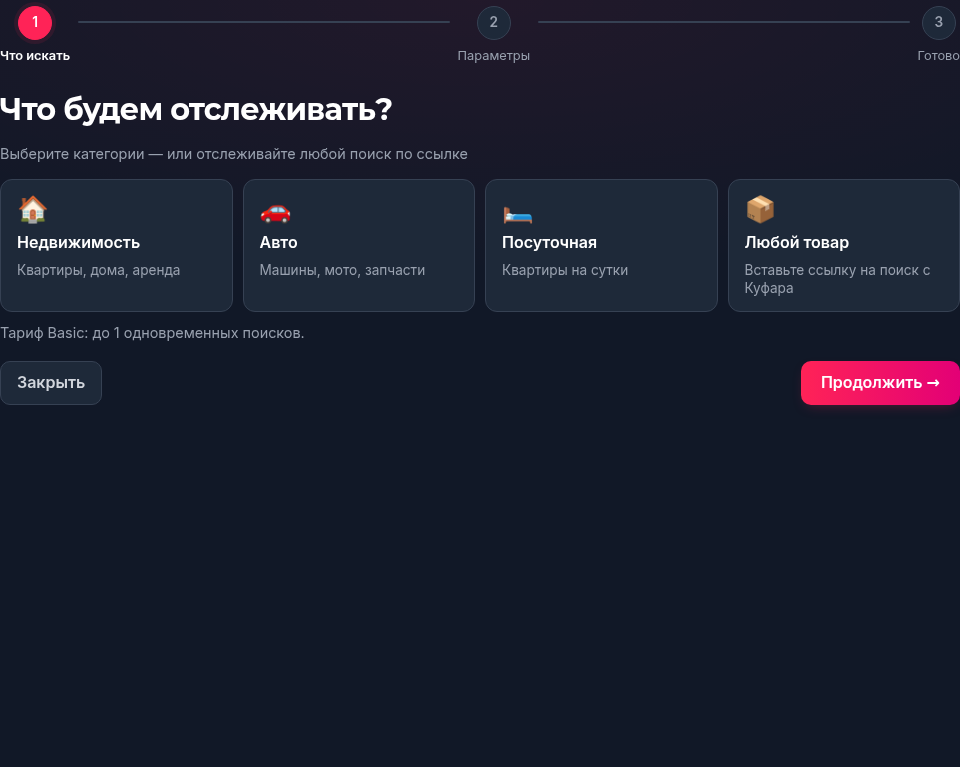 1
2
3
Что искать
Параметры
Готово
Что будем отслеживать?
Выберите категории — или отслеживайте любой поиск по ссылке
Недвижимость
Квартиры, дома, аренда
Авто
Машины, мото, запчасти
Посуточная
Квартиры на сутки
Любой товар
Вставьте ссылку на поиск с
Куфара
Тариф Basic: до 1 одновременных поисков.
Закрыть
Продолжить →